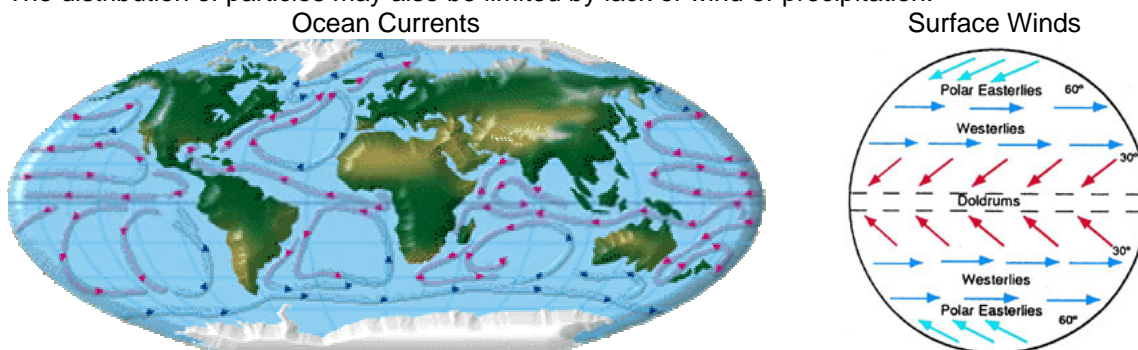 The distribution of particles may also be limited by lack of wind or precipitation.
Ocean Currents
Surface Winds
Polar Easterlies
60°
Westerlies
30°
Doldrums
30°
Westerlies
Polar Easterlies
60°